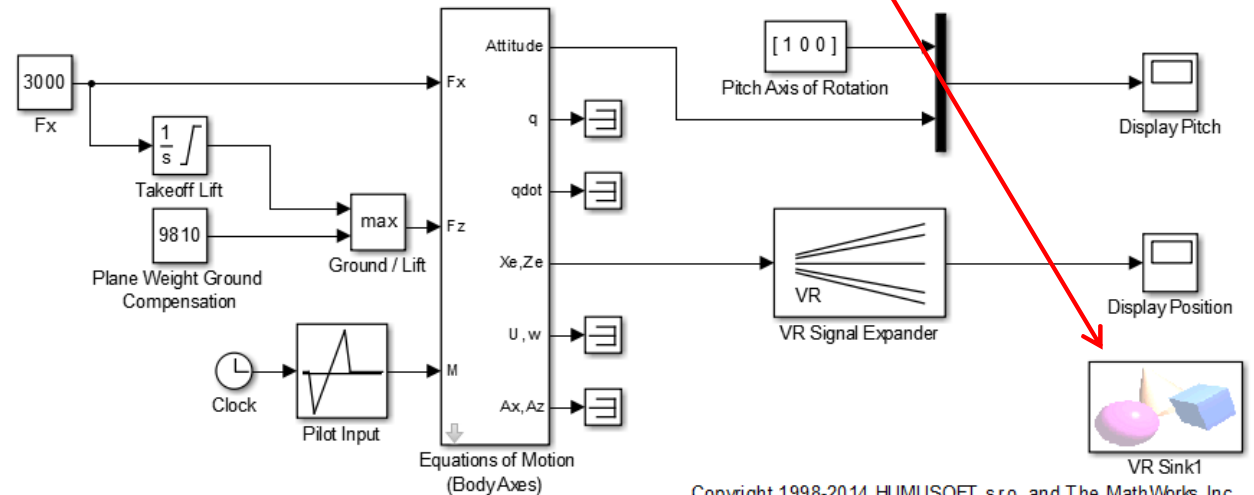 3000
Fx
1
s
Takeoff Lift
9810
Plane Weight Ground
Compensation
max
Ground / Lift
Clock
Pilot Input
Fx
Fz
M
Attitude
q
qdot
Xe,Ze
U , w
Ax, Az
Equations of Motion
(Body Axes)
[ 1 0 0 ]
Pitch Axis of Rotation
Display Pitch
VR
VR Signal Expander
Display Position
VR Sink1
Copyright 1998-2014 HUMUSOFT s.r.o. and The MathWorks, Inc.